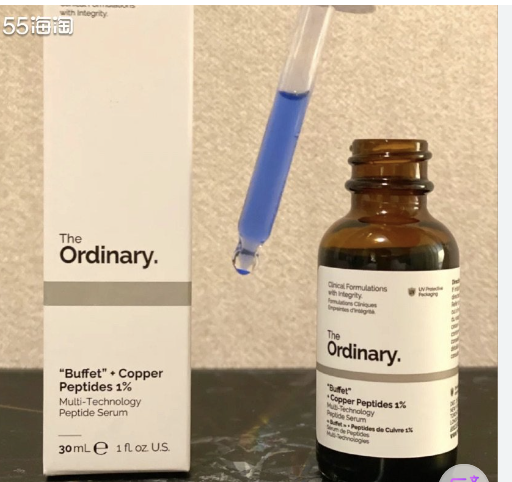 55海淘
Clinical Formulations
with Integrity.
The
Ordinary.
"Buffet" + Copper
Peptides 1%
Multi-Technology
Peptide Serum
30 mL e 1 fl. oz. U.S.
Clinical Formulations
with Integrity.
Formulations Cliniques
Empreintes d'Intégrité.
UV Protective
Packaging
The
Ordinary.
"Buffet"
+ Copper Peptides 1%
Multi-Technology
Peptide Serum
« Buffet » + Peptides de Cuivre 1%
Sérum de Peptides
Multi-Technologies